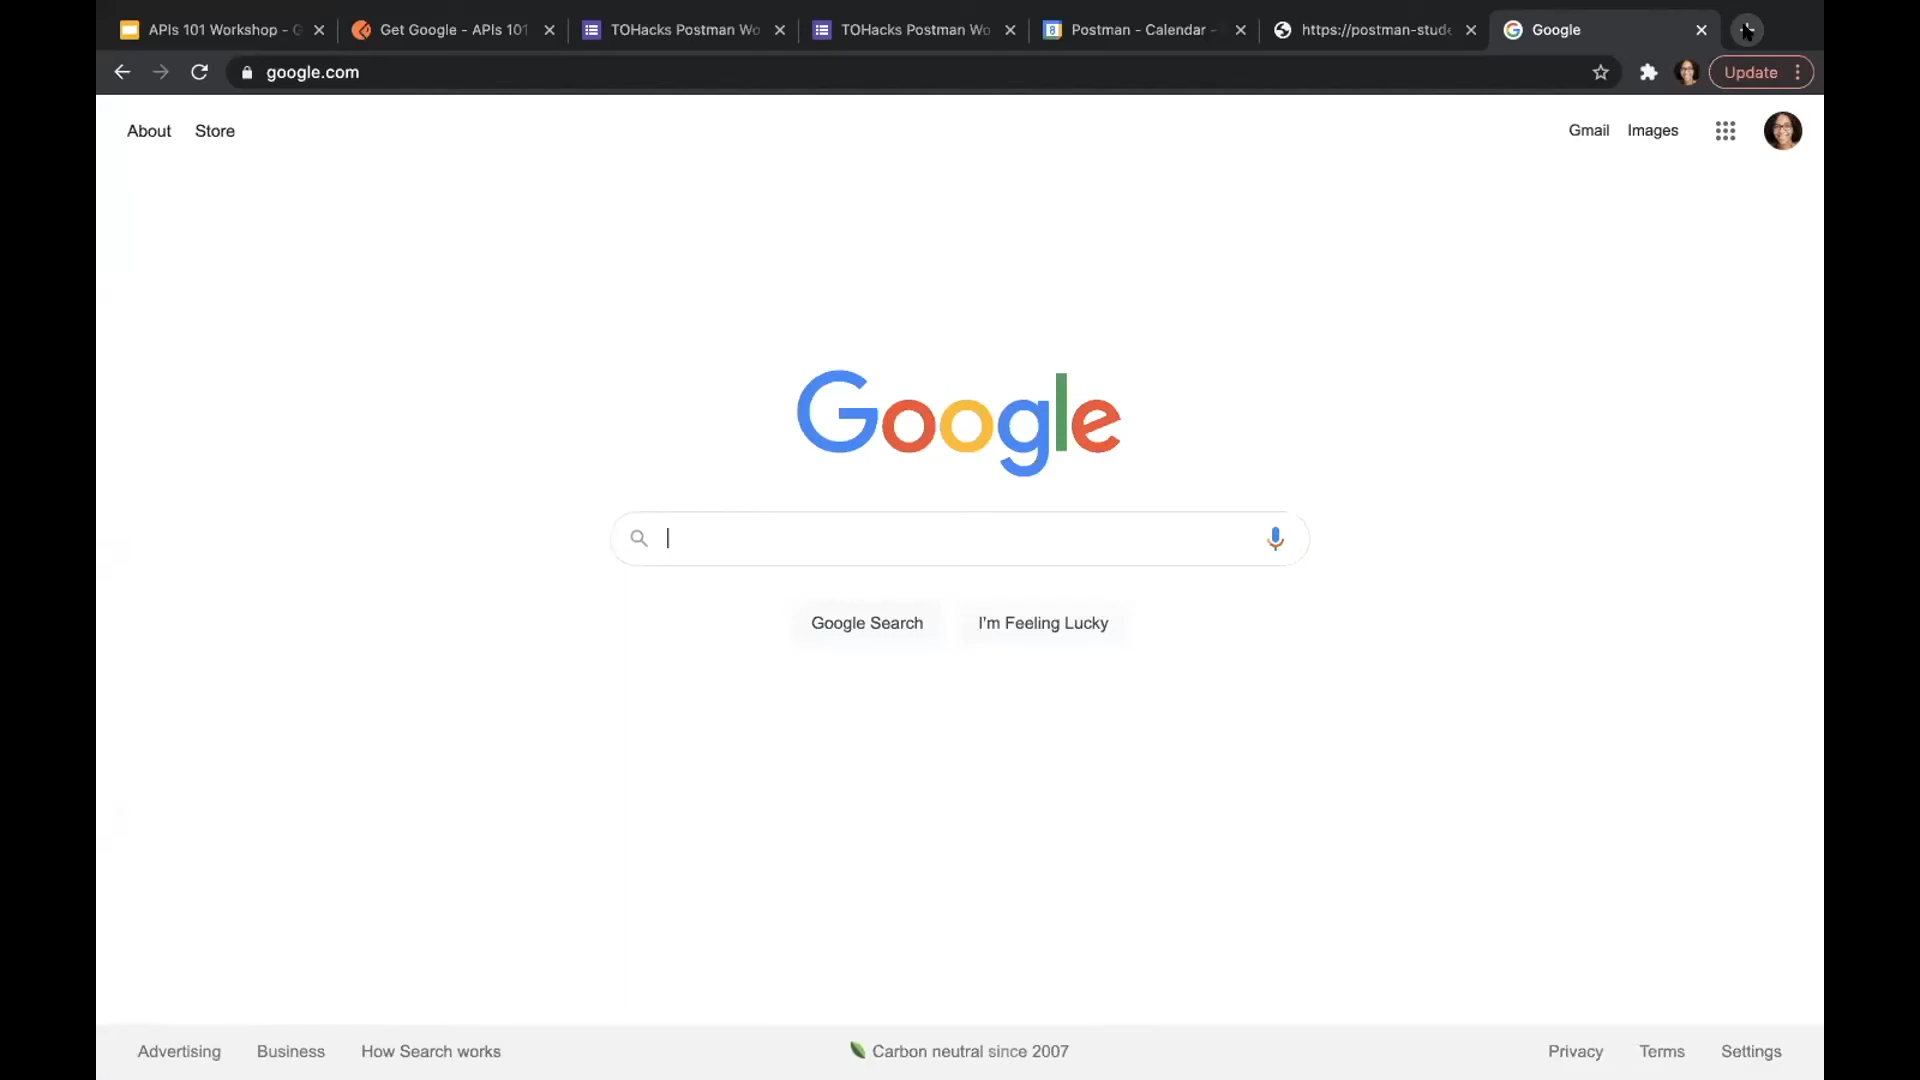 APIs 101 Workshop - G
Get Google - APIs 101
TOHacks Postman Wo
TOHacks Postman Wo
8
Postman - Calendar -
https://postman-stude
Google
google.com
Update
About Store
Gmail Images
Google
Google Search I'm Feeling Lucky
Advertising Business How Search works
Carbon neutral since 2007
Privacy Terms Settings